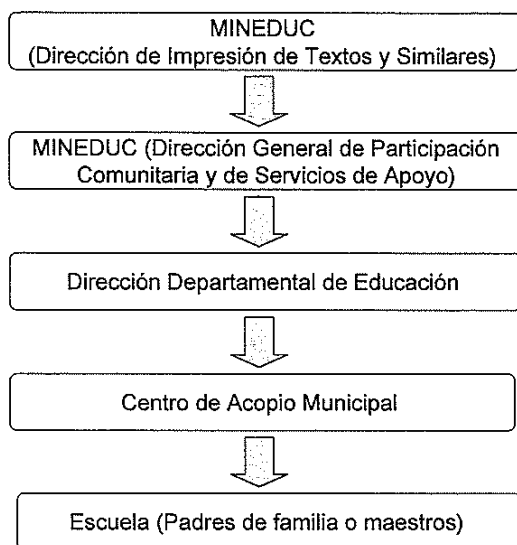 MINEDUC
(Dirección de Impresión de Textos y Similares)
MINEDUC (Dirección General de Participación
Comunitaria y de Servicios de Apoyo)
Dirección Departamental de Educación
Centro de Acopio Municipal
Escuela (Padres de familia o maestros)